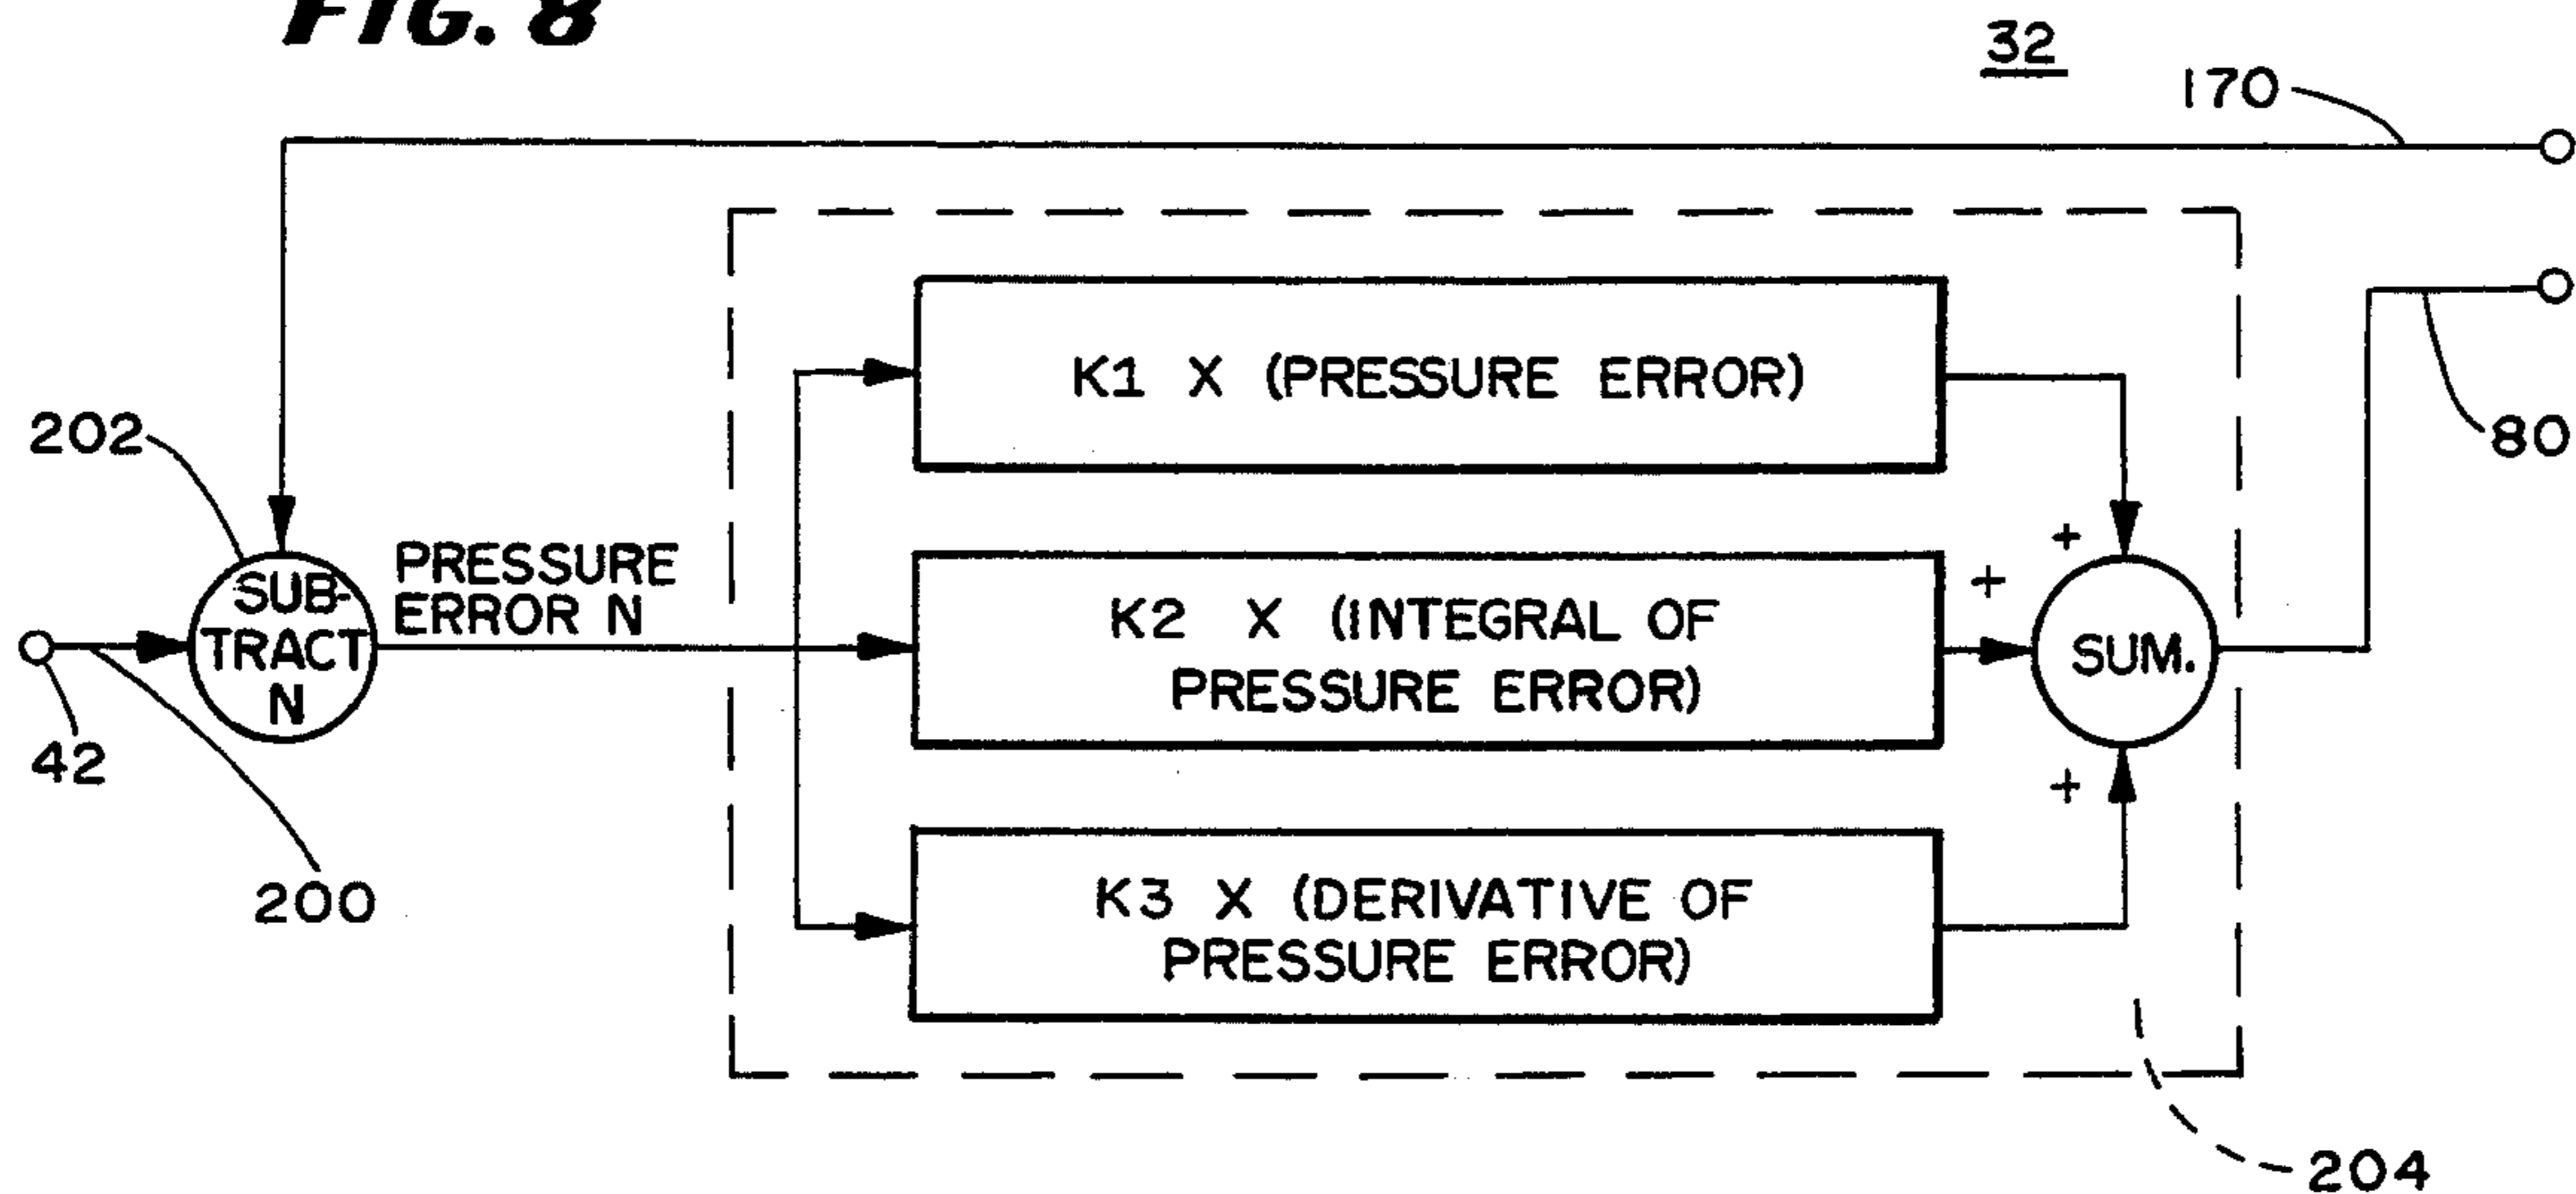 FIG. 8
32
170
202
PRESSURE
ERROR N
SUB-
TRACT
N
42
200
K1 X (PRESSURE ERROR)
K2 X (INTEGRAL OF
PRESSURE ERROR)
K3 X (DERIVATIVE OF
PRESSURE ERROR)
+
+
+
SUM.
80
204